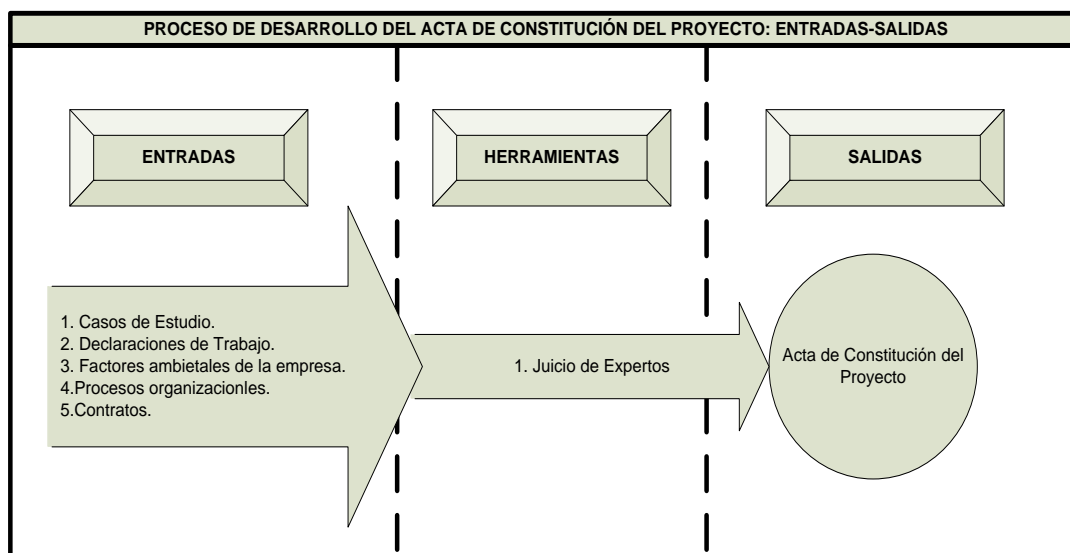 PROCESO DE DESARROLLO DEL ACTA DE CONSTITUCIÓN DEL PROYECTO: ENTRADAS-SALIDAS
ENTRADAS
HERRAMIENTAS
SALIDAS
1. Casos de Estudio.
2. Declaraciones de Trabajo.
3. Factores ambietales de la empresa.
4.Procesos organizacionles.
5.Contratos.
1. Juicio de Expertos
Acta de Constitución del
Proyecto